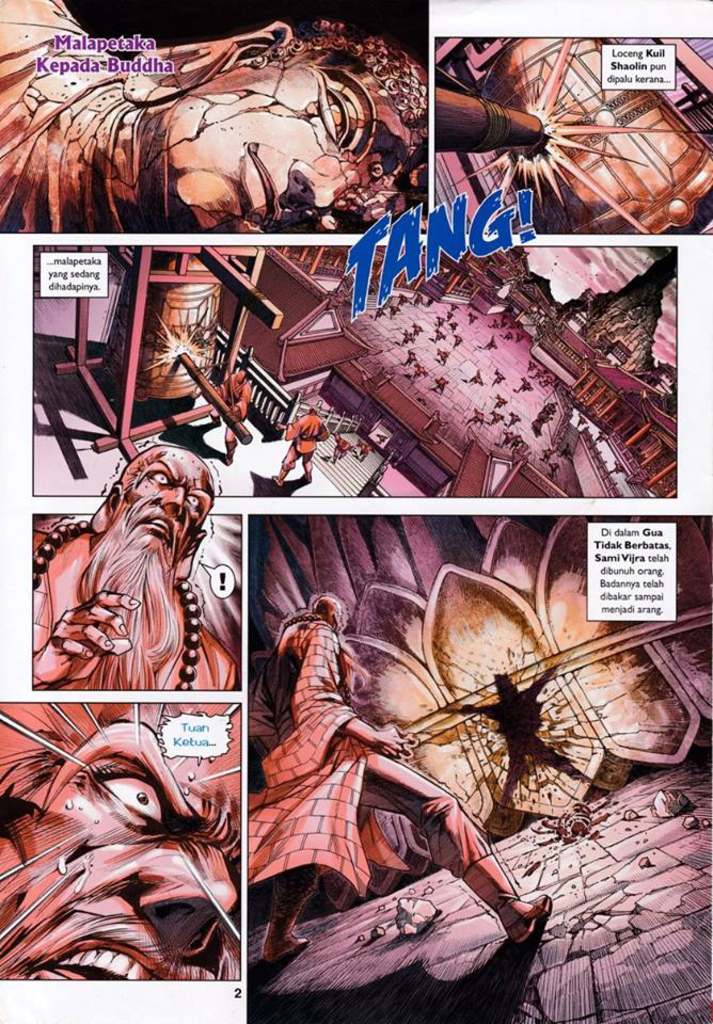 Malapetaka
Kepada Buddha
Loceng Kuil
Shaolin pun
dipalu kerana...
TANG!
...malapetaka
yang sedang
dihadapinya.
!
Di dalam Gua
Tidak Berbatas,
Sami Vijra telah
dibunuh orang.
Badannya telah
dibakar sampai
menjadi arang.
Tuan
Ketua...
2